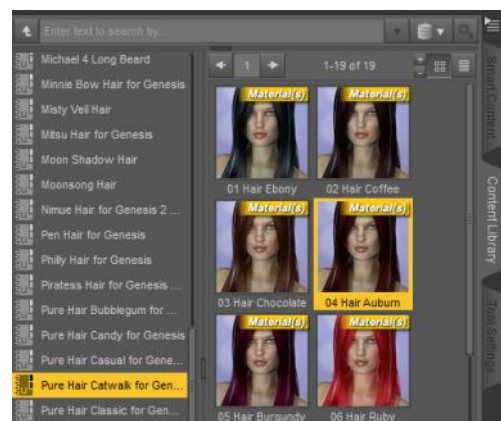 Enter text to search by...
Michael 4 Long Beard
Minnie Bow Hair for Genesis
Misty Veil Hair
Mitsu Hair for Genesis
Moon Shadow Hair
Moonsong Hair
Nimue Hair for Genesis 2 ...
Pen Hair for Genesis
Philly Hair for Genesis
Piratess Hair for Genesis ...
Pure Hair Bubblegum for ...
Pure Hair Candy for Genesis
Pure Hair Casual for Gene...
Pure Hair Catwalk for Gen...
Pure Hair Classic for Gen...
1
1-19 of 19
Material(s)
Material(s)
01 Hair Ebony
02 Hair Coffee
Material(s)
Material(s)
03 Hair Chocolate
04 Hair Auburn
Material(s)
Material(s)
05 Hair Burgundy
06 Hair Ruby
Smart Content
Content Library
Tool Settings